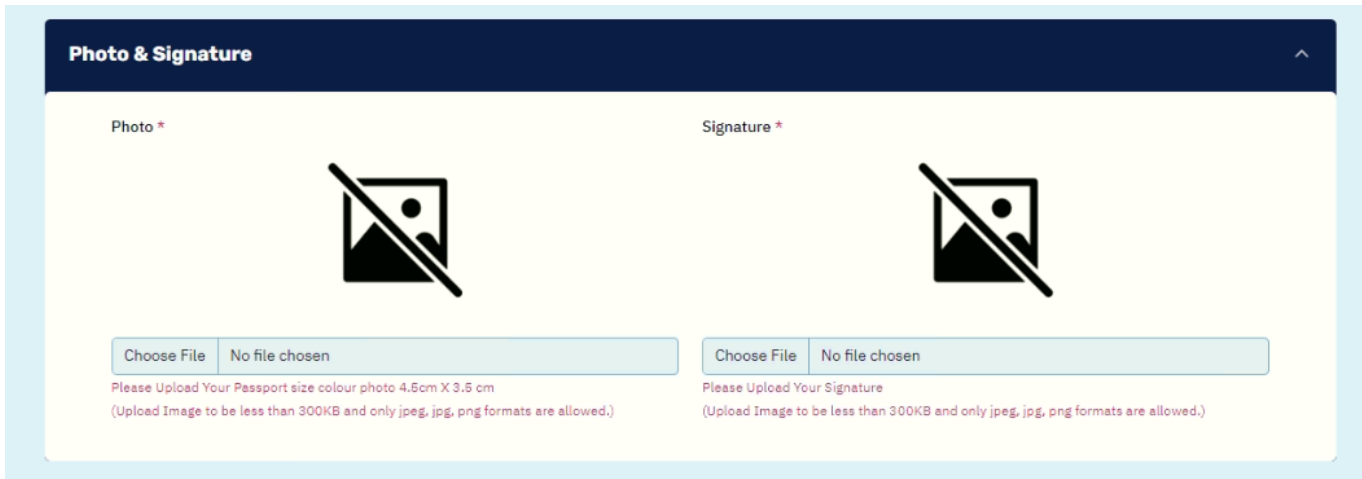 Photo & Signature
Photo *
Signature *
Choose File No file chosen
Choose File No file chosen
Please Upload Your Passport size colour photo 4.5cm X 3.5 cm
(Upload Image to be less than 300KB and only jpeg, jpg, png formats are allowed.)
Please Upload Your Signature
(Upload Image to be less than 300KB and only jpeg, jpg, png formats are allowed.)